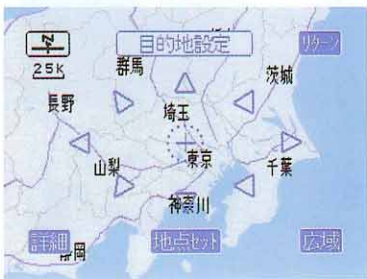 目的地設定
リターン
25K
群馬
茨城
長野
埼玉
東京
山梨
千葉
神奈川
詳細
岡
地点セット
広域